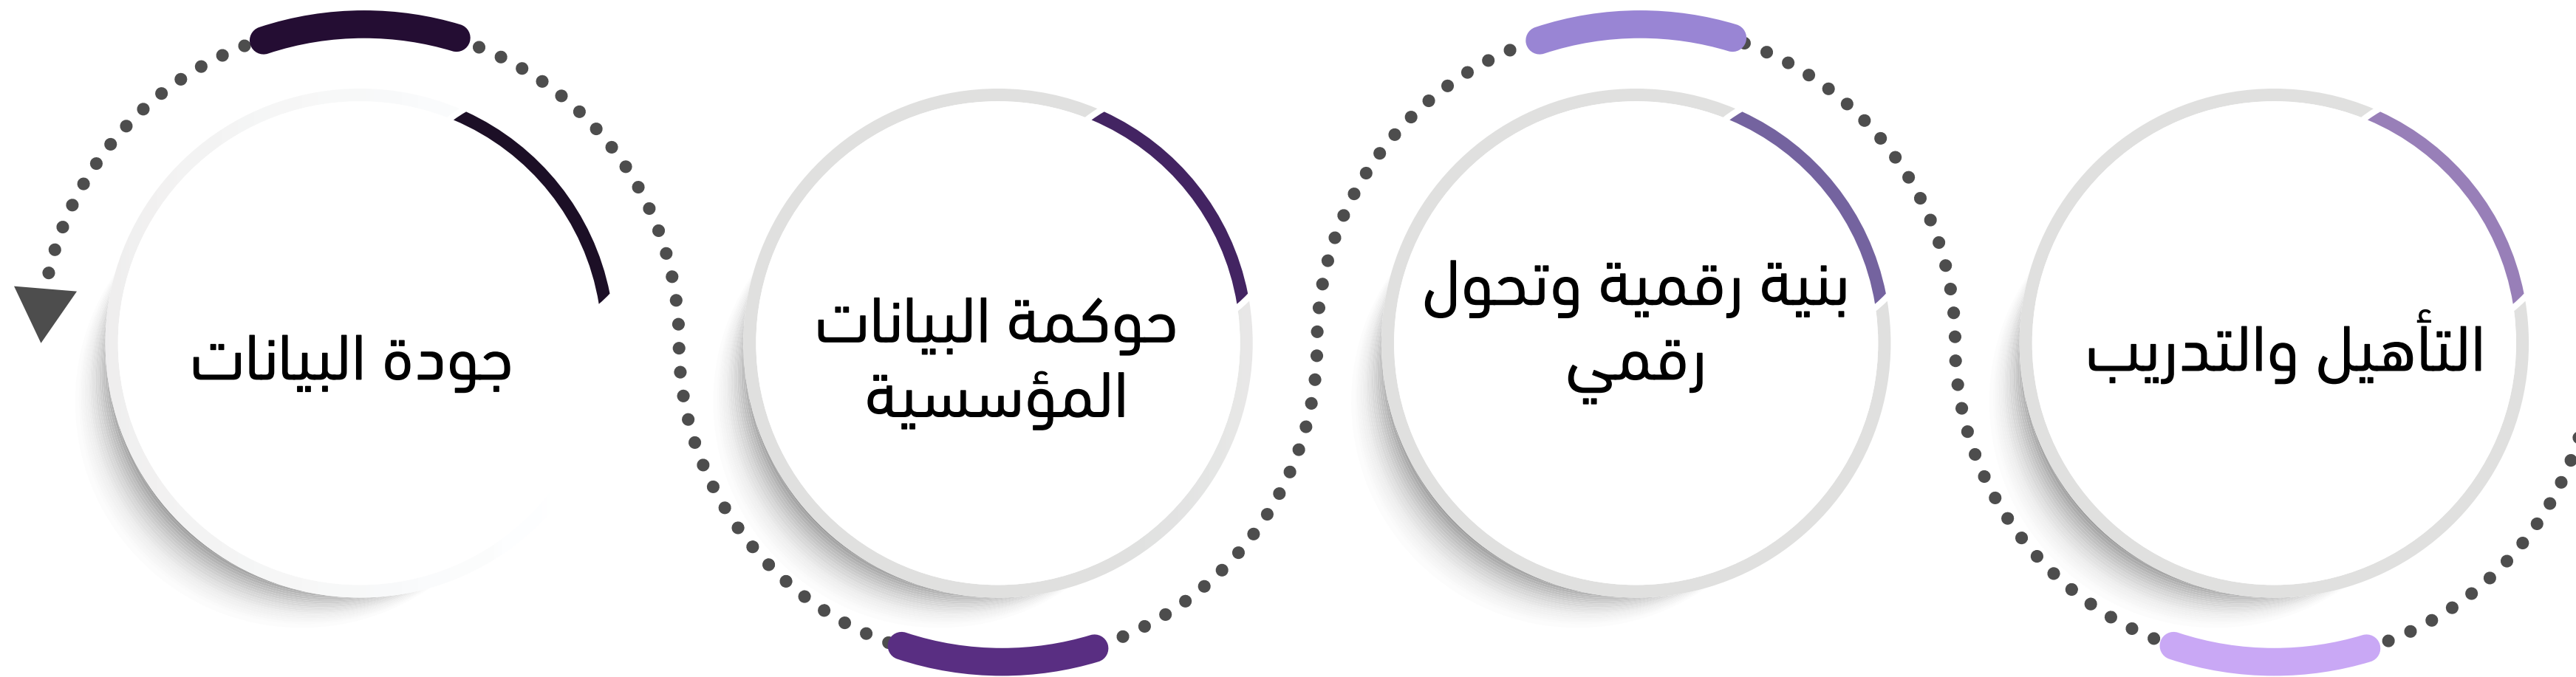 التأهيل والتدريب
بنية رقمية وتحول
رقمي
حوكمة البيانات
المؤسسية
جودة البيانات